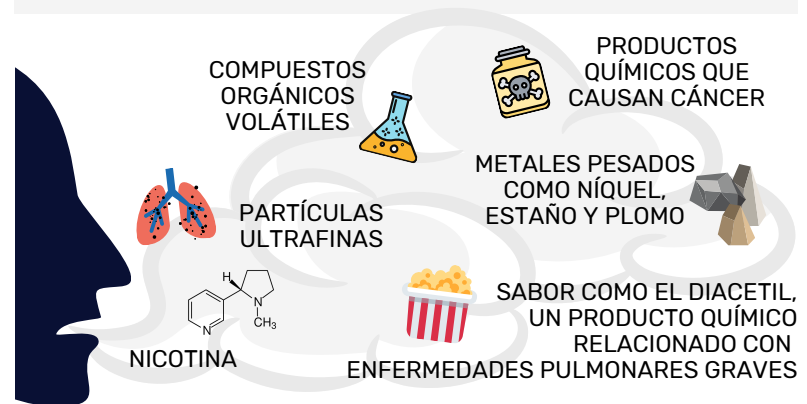 COMPUESTOS
ORGÁNICOS
VOLÁTILES
PRODUCTOS
QUÍMICOS QUE
CAUSAN CÁNCER
METALES PESADOS
COMO NÍQUEL,
ESTAÑO Y PLOMO
PARTÍCULAS
ULTRAFINAS
H
N
CH3
N
NICOTINA
SABOR COMO EL DIACETIL,
UN PRODUCTO QUÍMICO
RELACIONADO CON
ENFERMEDADES PULMONARES GRAVES